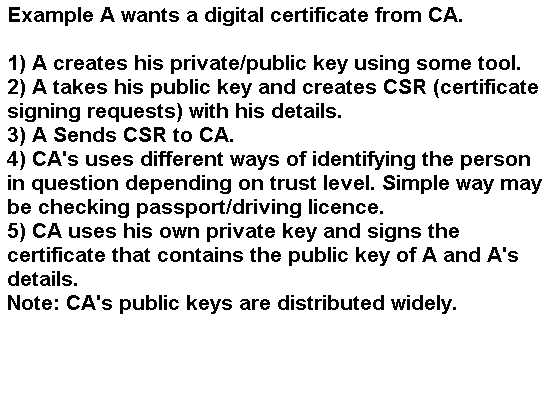 Example A wants a digital certificate from CA.
1) A creates his private/public key using some tool.
2) A takes his public key and creates CSR (certificate
signing requests) with his details.
3) A Sends CSR to CA.
4) CA's uses different ways of identifying the person
in question depending on trust level. Simple way may
be checking passport/driving licence.
5) CA uses his own private key and signs the
certificate that contains the public key of A and A's
details.
Note: CA's public keys are distributed widely.